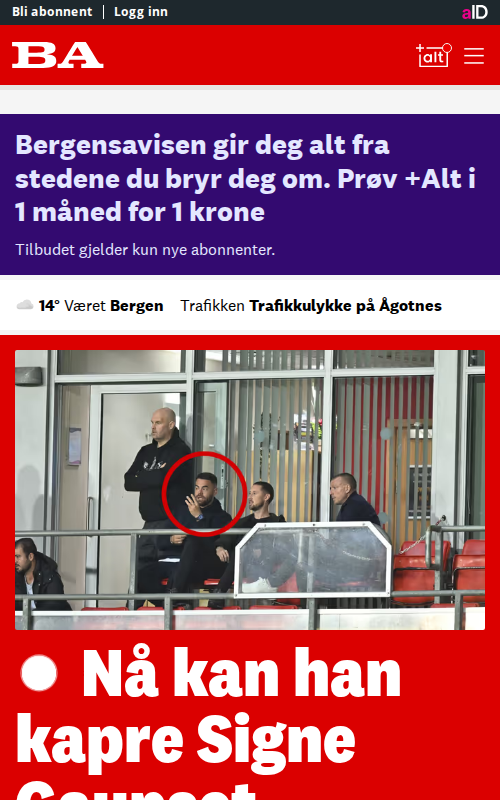 Bli abonnent | Logg inn
aID
BA
+alt
Bergensavisen gir deg alt fra
stedene du bryr deg om. Prøv +Alt i
1 måned for 1 krone
Tilbudet gjelder kun nye abonnenter.
14° Været Bergen Trafikken Trafikkulykke på Ågotnes
Nå kan han
kapre Signe
Gaupset